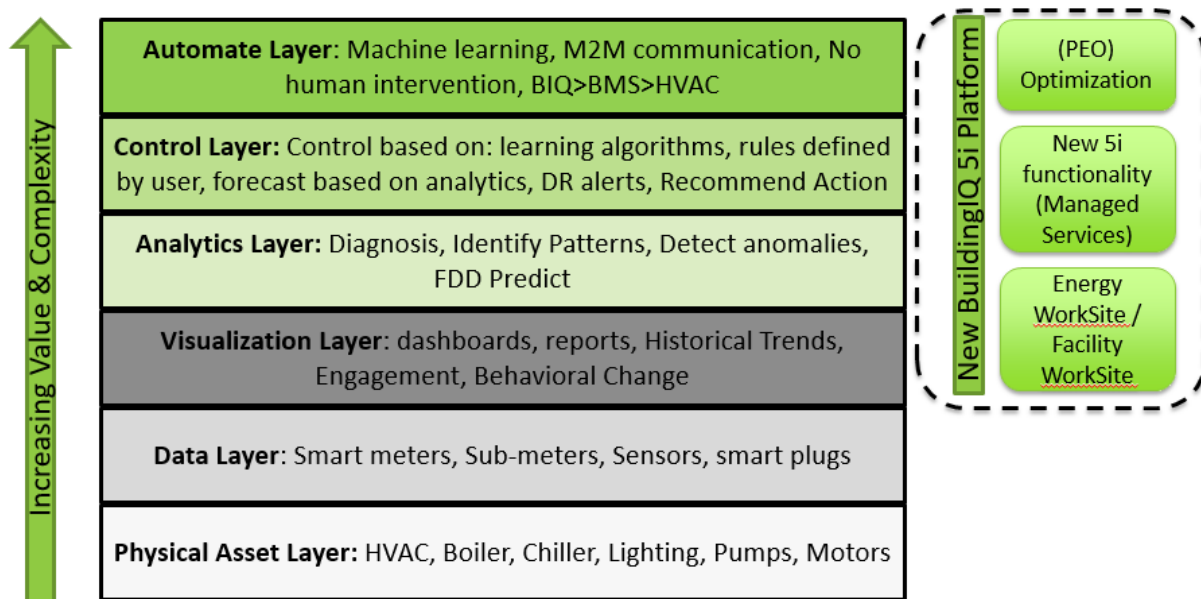 Increasing Value & Complexity
Automate Layer: Machine learning, M2M communication, No
human intervention, BIQ>BMS>HVAC
Control Layer: Control based on: learning algorithms, rules defined
by user, forecast based on analytics, DR alerts, Recommend Action
Analytics Layer: Diagnosis, Identify Patterns, Detect anomalies,
FDD Predict
Visualization Layer: dashboards, reports, Historical Trends,
Engagement, Behavioral Change
Data Layer: Smart meters, Sub-meters, Sensors, smart plugs
Physical Asset Layer: HVAC, Boiler, Chiller, Lighting, Pumps, Motors
New BuildingIQ 5i Platform
(PEO)
Optimization
New 5i
functionality
(Managed
Services)
Energy
WorkSite /
Facility
WorkSite